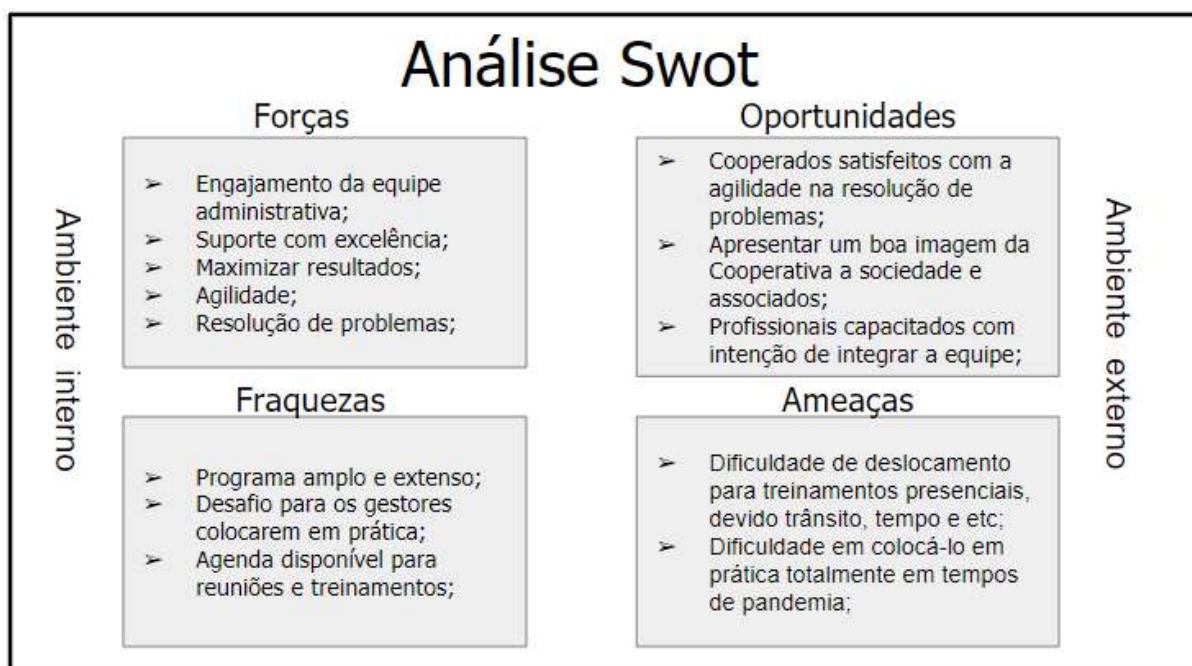 Análise Swot
Ambiente interno
Forças
➢ Engajamento da equipe
administrativa;
➢ Suporte com excelência;
➢ Maximizar resultados;
➢ Agilidade;
➢ Resolução de problemas;
Oportunidades
➢ Cooperados satisfeitos com a
agilidade na resolução de
problemas;
➢ Apresentar um boa imagem da
Cooperativa a sociedade e
associados;
➢ Profissionais capacitados com
intenção de integrar a equipe;
Ambiente externo
Fraquezas
➢ Programa amplo e extenso;
➢ Desafio para os gestores
colocarem em prática;
➢ Agenda disponível para
reuniões e treinamentos;
Ameaças
➢ Dificuldade de deslocamento
para treinamentos presenciais,
devido trânsito, tempo e etc;
➢ Dificuldade em colocá-lo em
prática totalmente em tempos
de pandemia;